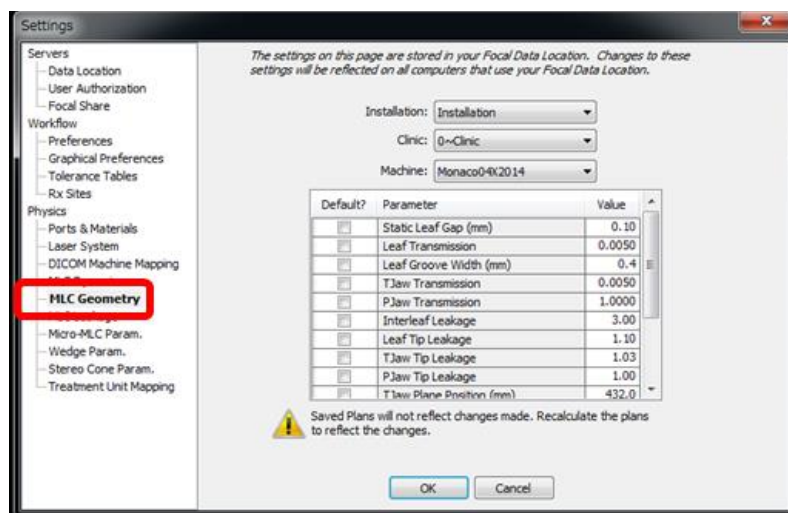 Settings
Servers
Data Location
User Authorization
Focal Share
Workflow
Preferences
Graphical Preferences
Tolerance Tables
Rx Sites
Physics
Ports & Materials
Laser System
DICOM Machine Mapping
MLC Geometry
Micro-MLC Param.
Wedge Param.
Stereo Cone Param.
Treatment Unit Mapping
The settings on this page are stored in your Focal Data Location. Changes to these
settings will be reflected on all computers that use your Focal Data Location.
Installation: Installation
Clinic: 0~Clinic
Machine: Monaco04X2014
Default? Parameter Value
Static Leaf Gap (mm) 0.10
Leaf Transmission 0.0050
Leaf Groove Width (mm) 0.4
TJaw Transmission 0.0050
PJaw Transmission 1.0000
Interleaf Leakage 3.00
Leaf Tip Leakage 1.10
TJaw Tip Leakage 1.03
PJaw Tip Leakage 1.00
TJaw Plane Position (mm) 432.0
Saved Plans will not reflect changes made. Recalculate the plans
to reflect the changes.
OK Cancel